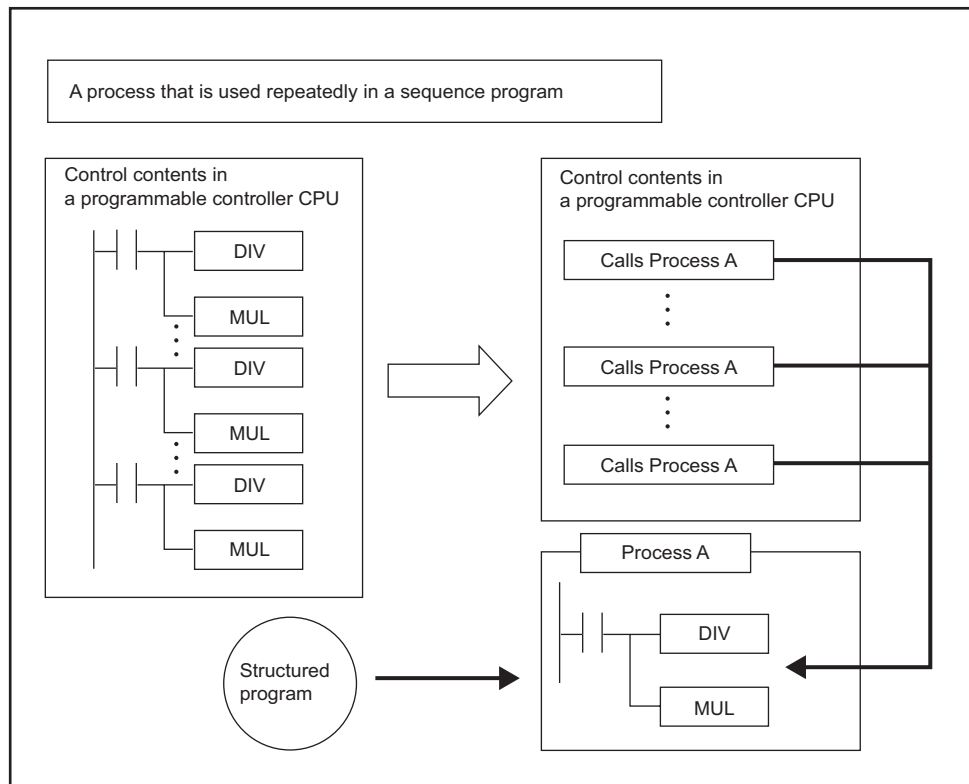 A process that is used repeatedly in a sequence program
Control contents in
a programmable controller CPU
DIV
MUL
DIV
MUL
DIV
MUL
Control contents in
a programmable controller CPU
Calls Process A
Calls Process A
Calls Process A
Process A
DIV
MUL
Structured
program